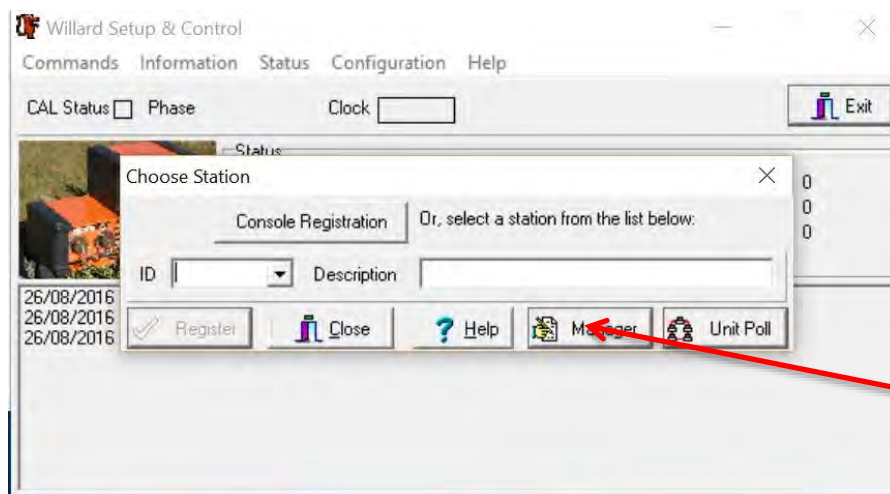 Willard Setup & Control
Commands Information Status Configuration Help
CAL Status Phase Clock Exit
Status
Choose Station
Console Registration Or, select a station from the list below:
0
0
0
ID Description
26/08/2016
26/08/2016
26/08/2016
Register Close Help Manager Unit Poll